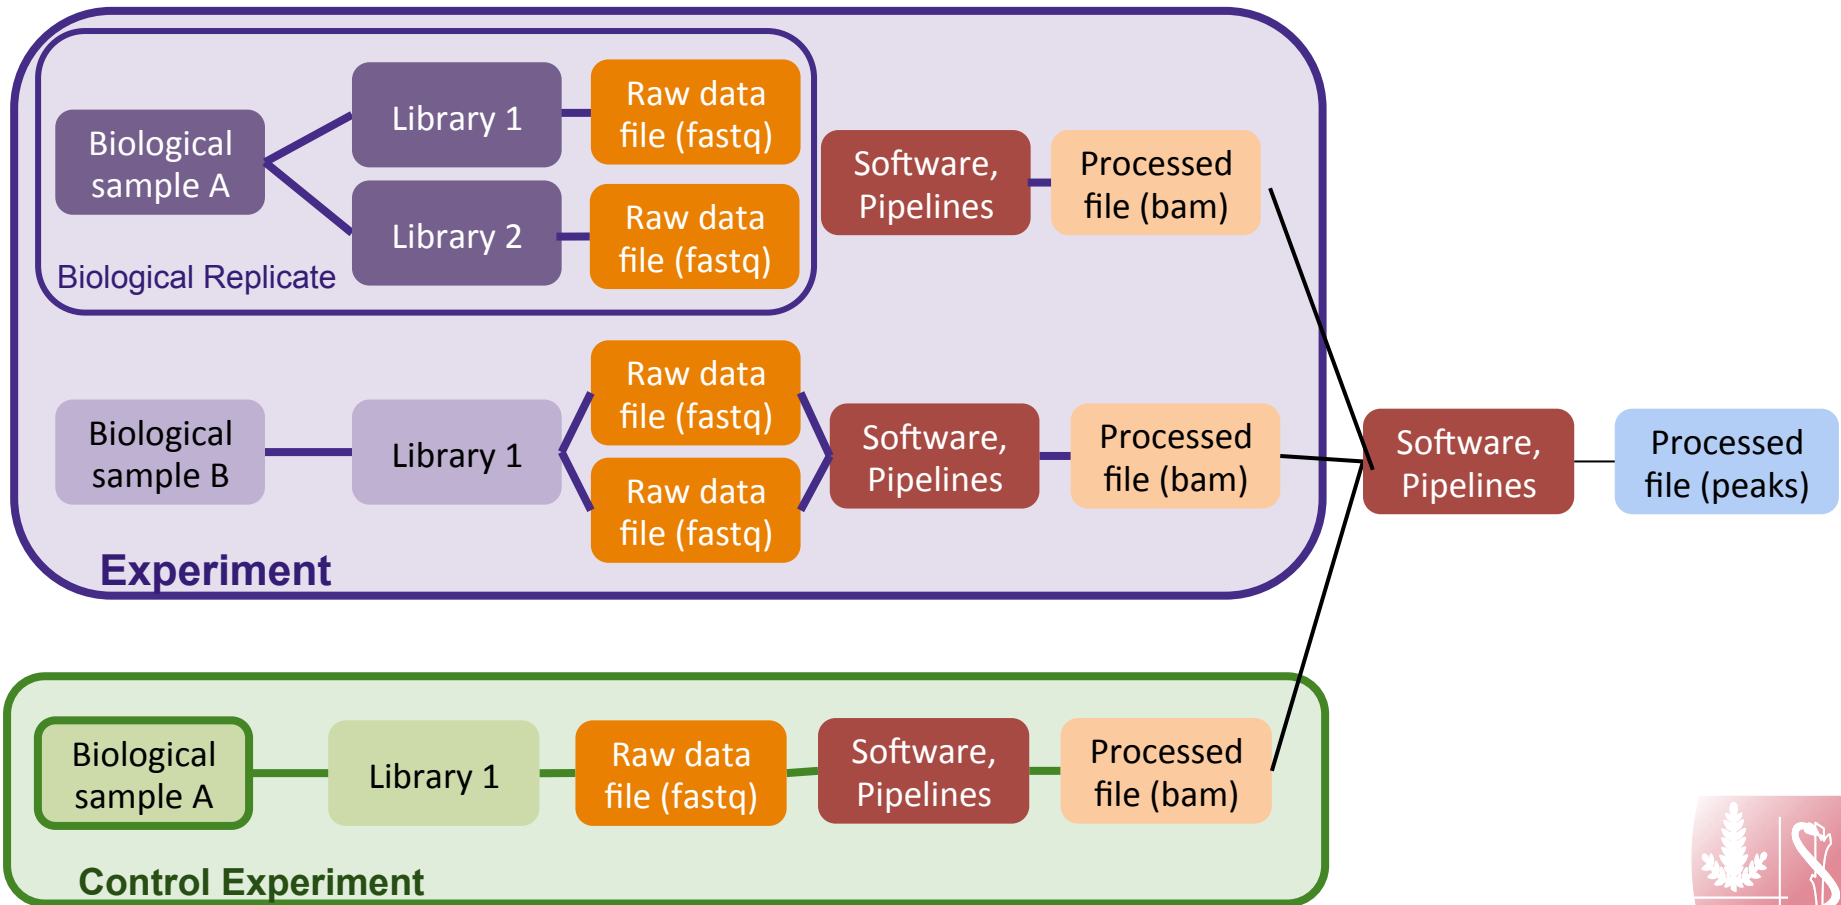 Biological
sample A
Library 1
Raw data
file (fastq)
Library 2
Raw data
file (fastq)
Biological Replicate
Software,
Pipelines
Processed
file (bam)
Biological
sample B
Library 1
Raw data
file (fastq)
Raw data
file (fastq)
Software,
Pipelines
Processed
file (bam)
Experiment
Software,
Pipelines
Processed
file (peaks)
Biological
sample A
Library 1
Raw data
file (fastq)
Software,
Pipelines
Processed
file (bam)
Control Experiment